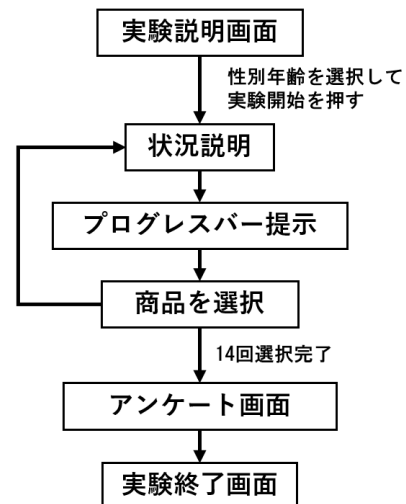 実験説明画面
性別年齢を選択して
実験開始を押す
状況説明
プログレスバー提示
商品を選択
14回選択完了
アンケート画面
実験終了画面